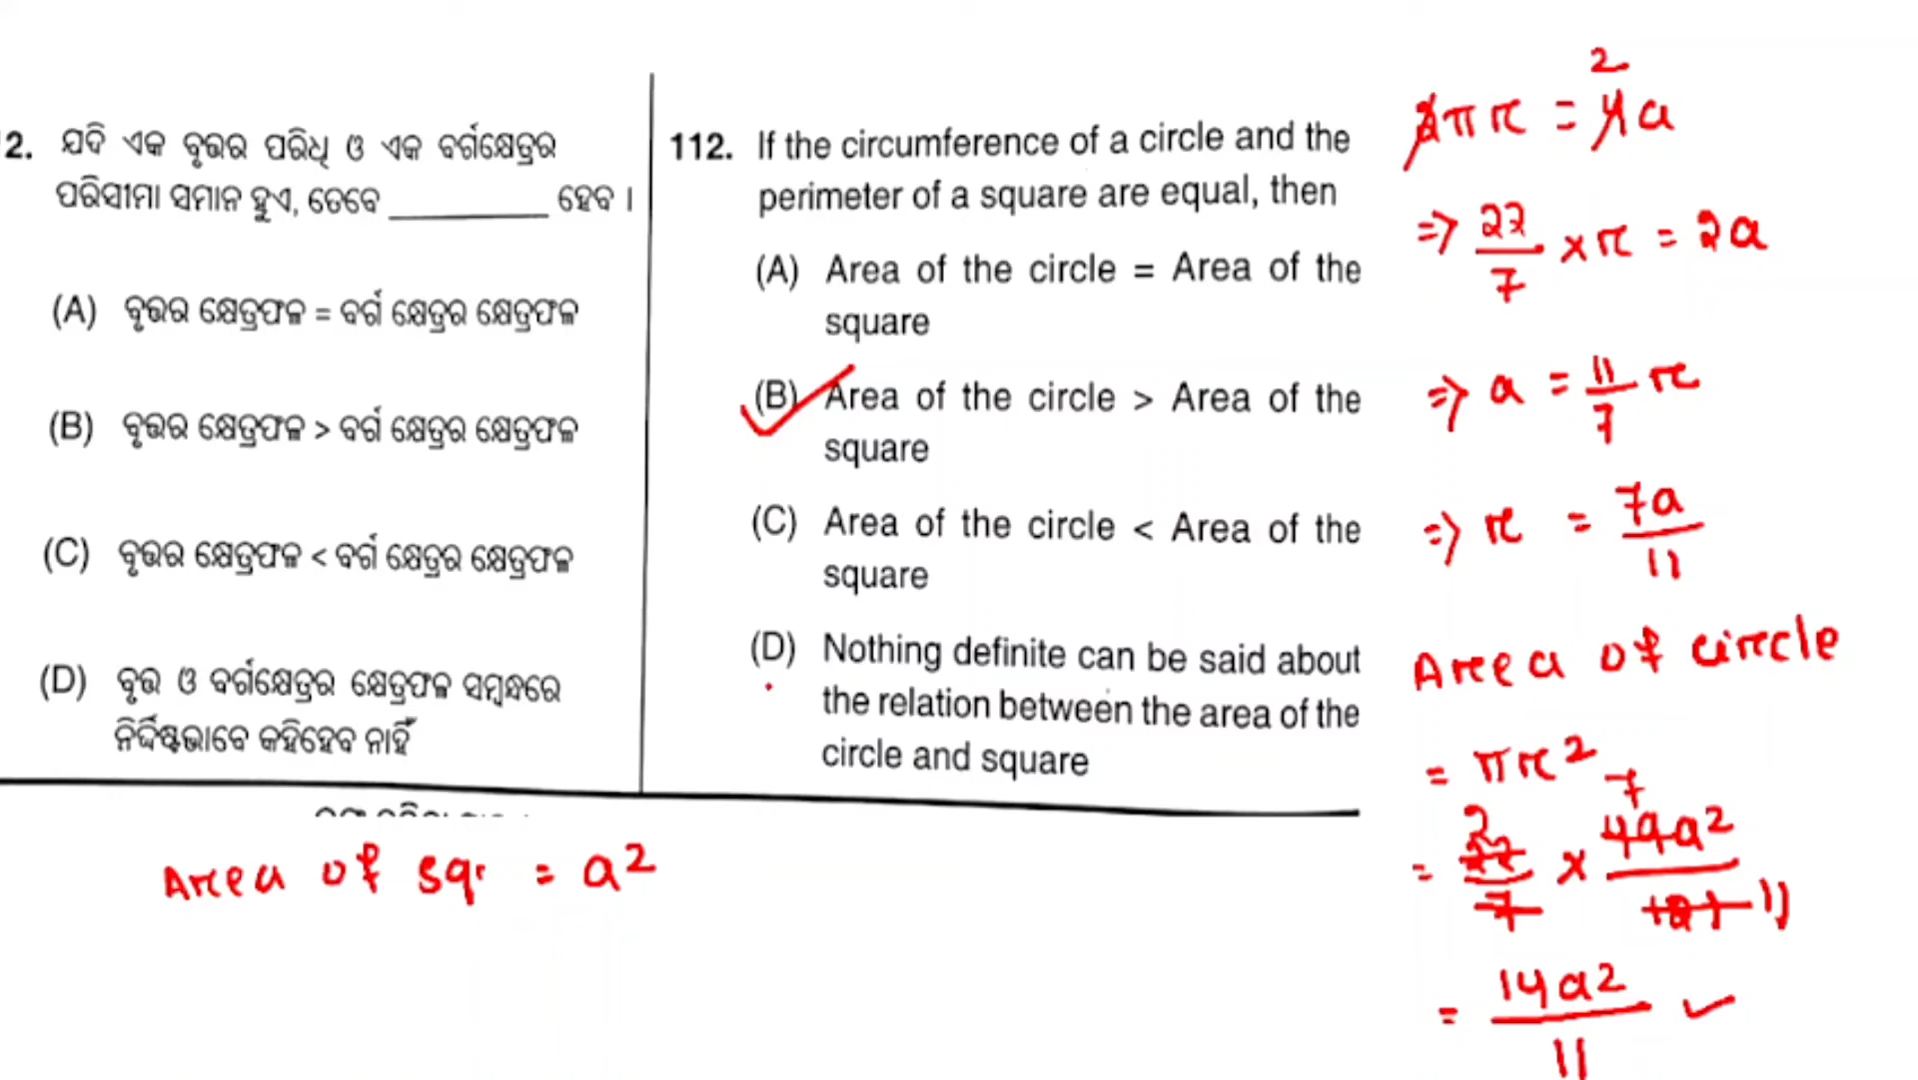 12. ଯଦି ଏକ ବୃତ୍ତର ପରିଧି ଓ ଏକ ବର୍ଗକ୍ଷେତ୍ରର
ପରିସୀମା ସମାନ ହୁଏ, ତେବେ __________ ହେବ ।
(A) ବୃତ୍ତର କ୍ଷେତ୍ରଫଳ = ବର୍ଗ କ୍ଷେତ୍ରର କ୍ଷେତ୍ରଫଳ
(B) ବୃତ୍ତର କ୍ଷେତ୍ରଫଳ > ବର୍ଗ କ୍ଷେତ୍ରର କ୍ଷେତ୍ରଫଳ
(C) ବୃତ୍ତର କ୍ଷେତ୍ରଫଳ < ବର୍ଗ କ୍ଷେତ୍ରର କ୍ଷେତ୍ରଫଳ
(D) ବୃତ୍ତ ଓ ବର୍ଗକ୍ଷେତ୍ରର କ୍ଷେତ୍ରଫଳ ସମ୍ବନ୍ଧରେ
ନିର୍ଦ୍ଦିଷ୍ଟଭାବେ କହିହେବ ନାହିଁ
Area of sq. = a²
112. If the circumference of a circle and the
perimeter of a square are equal, then
(A) Area of the circle = Area of the
square
(B) Area of the circle > Area of the
square
(C) Area of the circle < Area of the
square
(D) Nothing definite can be said about
the relation between the area of the
circle and square
2
2πr = 4a
=> 22/7 × r = 2a
=> a = 11/7 r
=> r = 7a/11
Area of circle
= πr²
2 7
= 22/7 × 49a²/121 11
= 14a²/11